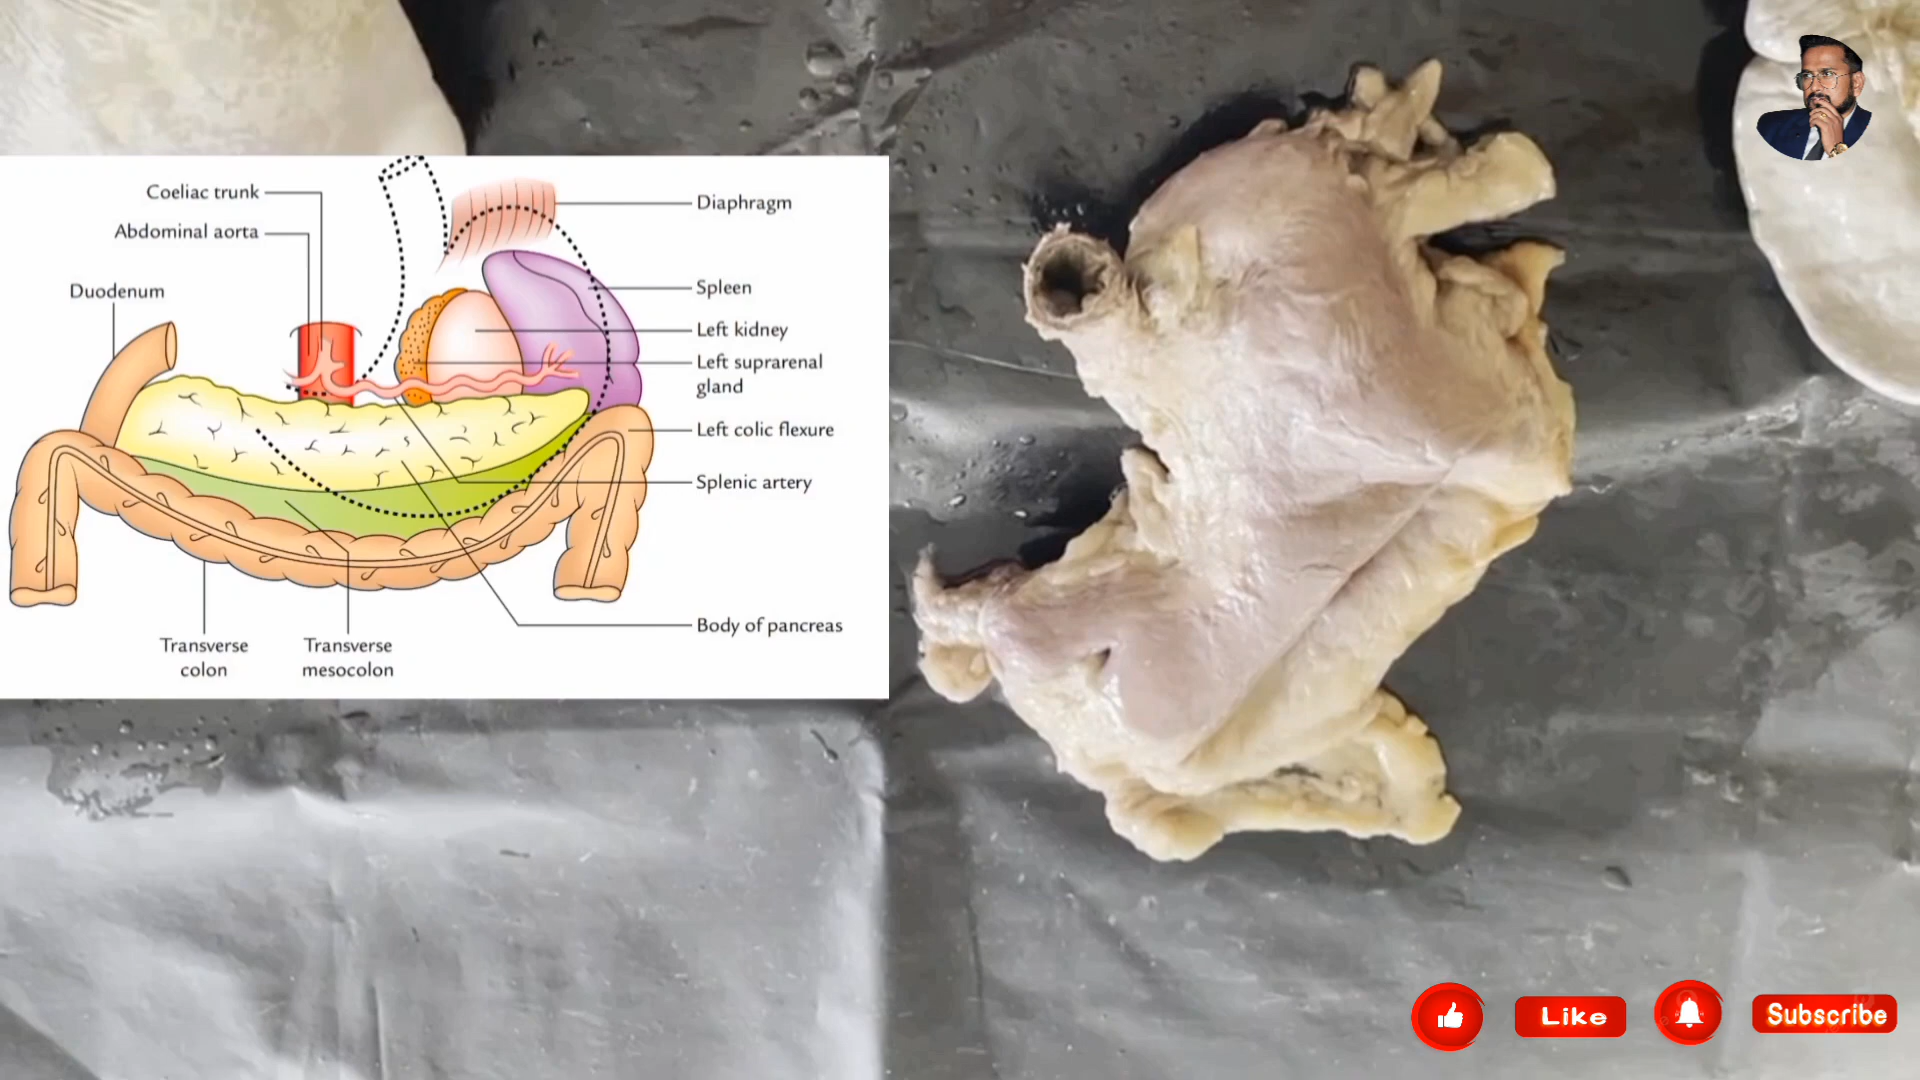 Coeliac trunk
Abdominal aorta
Duodenum
Diaphragm
Spleen
Left kidney
Left suprarenal
gland
Left colic flexure
Splenic artery
Body of pancreas
Transverse
colon
Transverse
mesocolon
Like
Subscribe